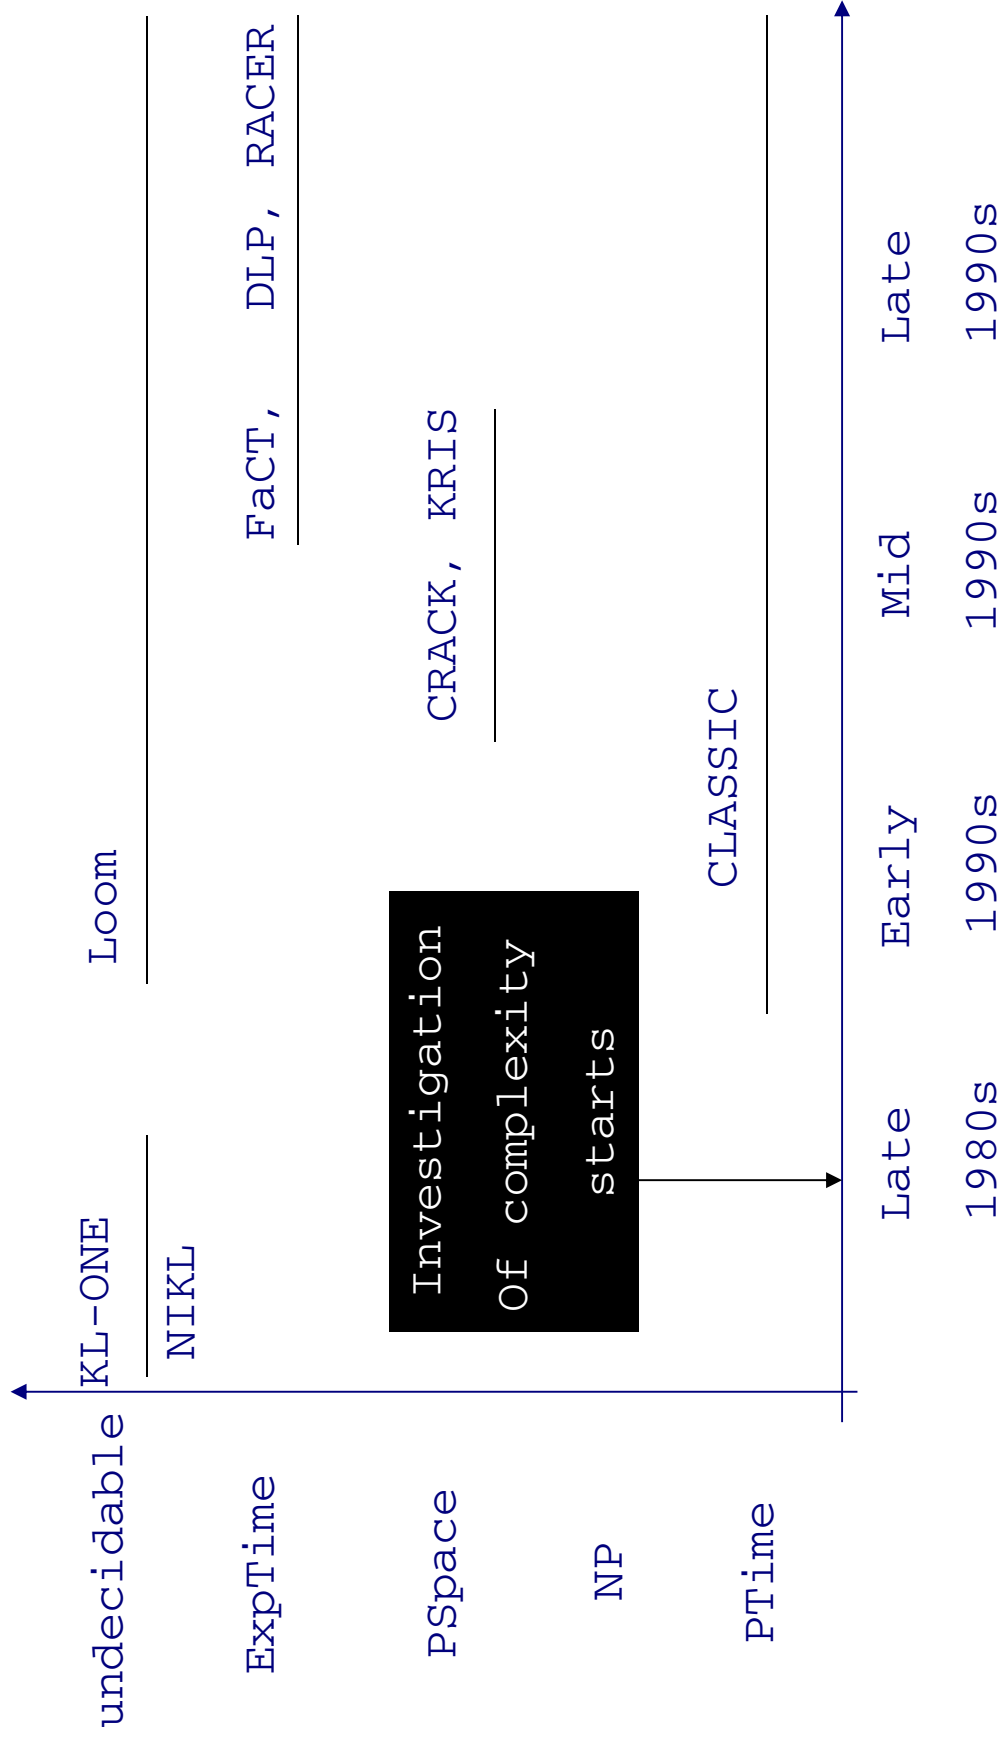 undecidable
KL-ONE
NIKL
Loom
ExpTime
FaCT, DLP, RACER
PSpace
CRACK, KRIS
NP
Investigation
Of complexity
starts
PTime
CLASSIC
Late
1980s
Early
1990s
Mid
1990s
Late
1990s